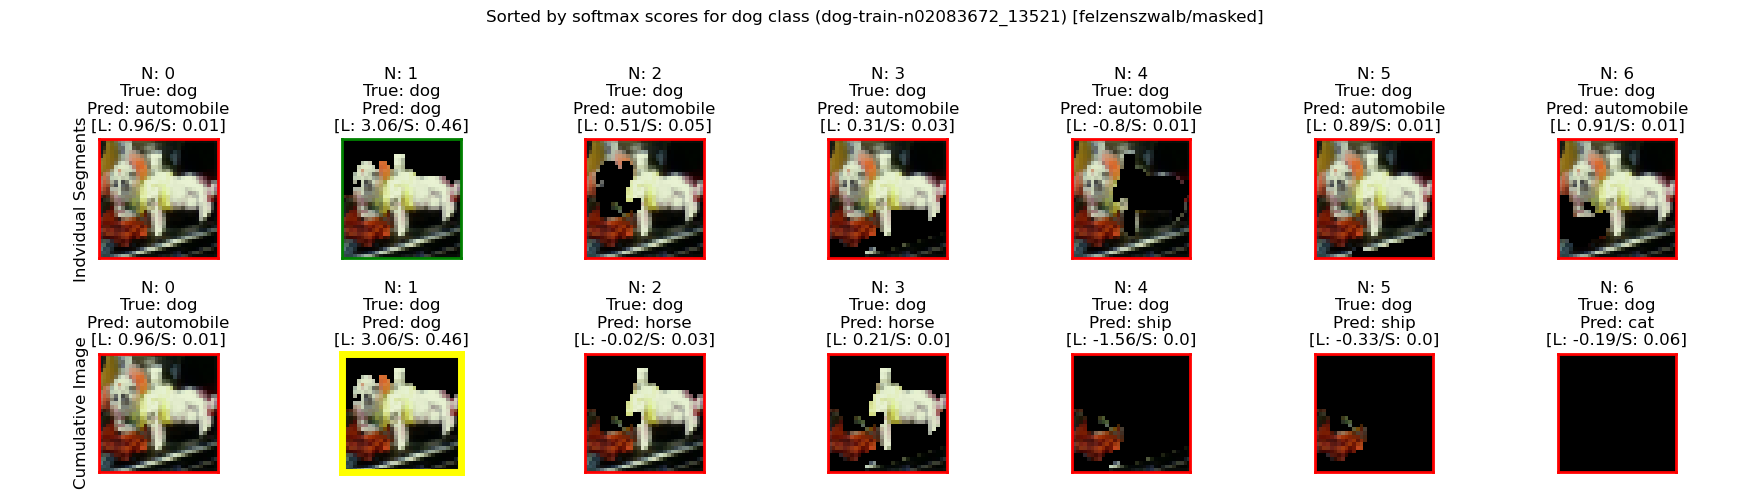 Sorted by softmax scores for dog class (dog-train-n02083672_13521) [felzenszwalb/masked]
Indvidual Segments
N: 0
True: dog
Pred: automobile
[L: 0.96/S: 0.01]
N: 1
True: dog
Pred: dog
[L: 3.06/S: 0.46]
N: 2
True: dog
Pred: automobile
[L: 0.51/S: 0.05]
N: 3
True: dog
Pred: automobile
[L: 0.31/S: 0.03]
N: 4
True: dog
Pred: automobile
[L: -0.8/S: 0.01]
N: 5
True: dog
Pred: automobile
[L: 0.89/S: 0.01]
N: 6
True: dog
Pred: automobile
[L: 0.91/S: 0.01]
Cumulative Image
N: 0
True: dog
Pred: automobile
[L: 0.96/S: 0.01]
N: 1
True: dog
Pred: dog
[L: 3.06/S: 0.46]
N: 2
True: dog
Pred: horse
[L: -0.02/S: 0.03]
N: 3
True: dog
Pred: horse
[L: 0.21/S: 0.0]
N: 4
True: dog
Pred: ship
[L: -1.56/S: 0.0]
N: 5
True: dog
Pred: ship
[L: -0.33/S: 0.0]
N: 6
True: dog
Pred: cat
[L: -0.19/S: 0.06]